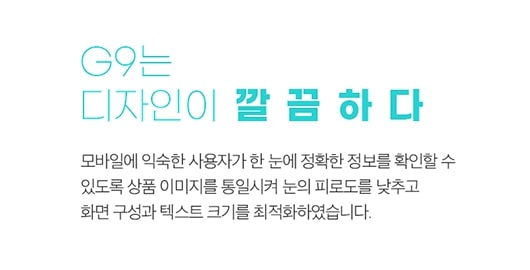 G9는
디자인이 깔끔하다
모바일에 익숙한 사용자가 한 눈에 정확한 정보를 확인할 수
있도록 상품 이미지를 통일시켜 눈의 피로도를 낮추고
화면 구성과 텍스트 크기를 최적화하였습니다.